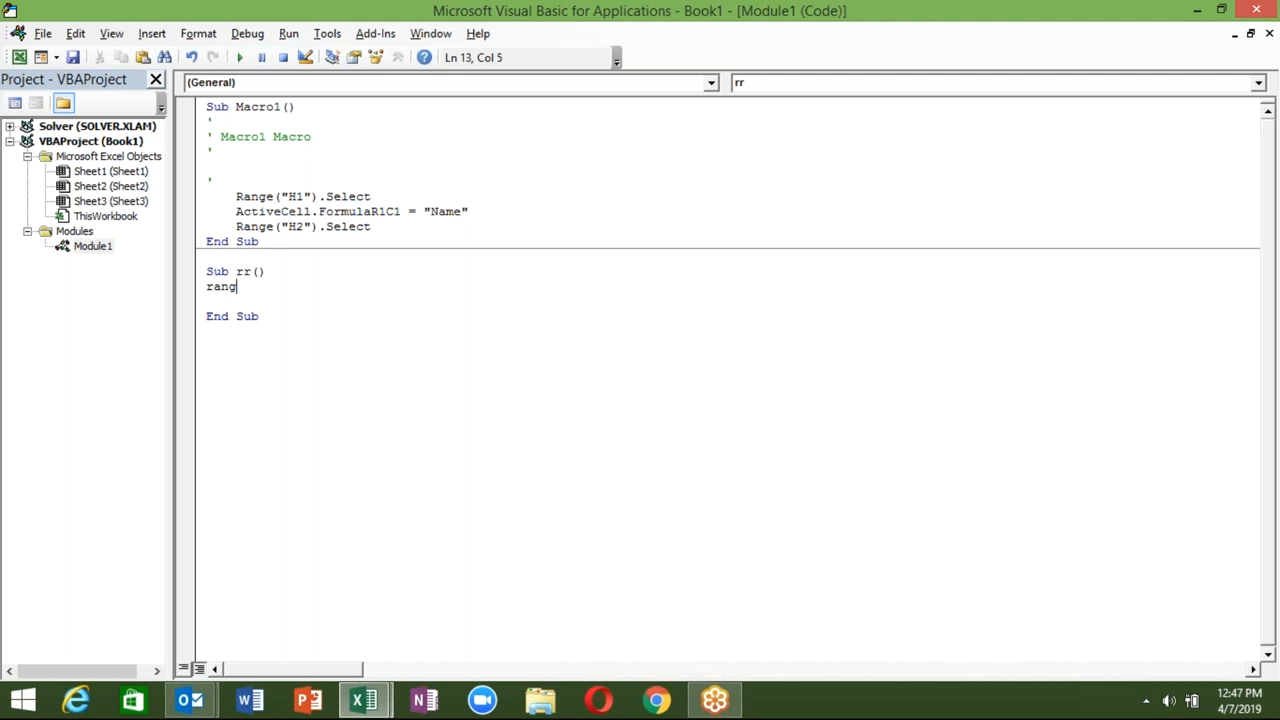 Microsoft Visual Basic for Applications - Book1 - [Module1 (Code)]
File Edit View Insert Format Debug Run Tools Add-Ins Window Help
Ln 13, Col 5
Project - VBAProject
(General)
rr
Solver (SOLVER.XLAM)
VBAProject (Book1)
Microsoft Excel Objects
Sheet1 (Sheet1)
Sheet2 (Sheet2)
Sheet3 (Sheet3)
ThisWorkbook
Modules
Module1
Sub Macro1()
'
' Macro1 Macro
'
'
Range("H1").Select
ActiveCell.FormulaR1C1 = "Name"
Range("H2").Select
End Sub
Sub rr()
rang
End Sub
12:47 PM
4/7/2019